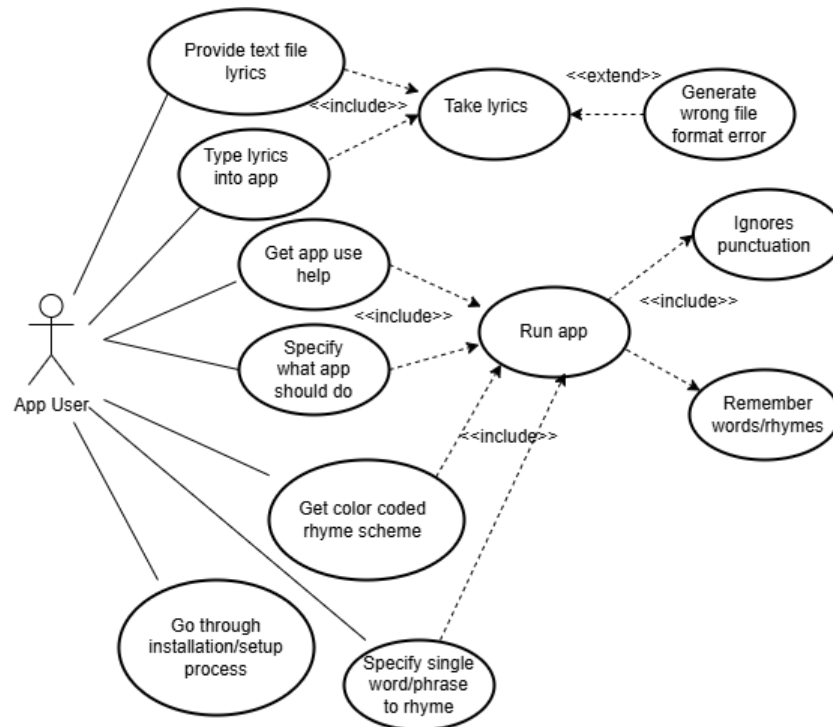 Provide text file
lyrics
<<include>>
Take lyrics
<<extend>>
Generate
wrong file
format error
Type lyrics
into app
Get app use
help
<<include>>
Specify
what app
should do
Run app
Ignores
punctuation
<<include>>
Remember
words/rhymes
App User
<<include>>
Get color coded
rhyme scheme
Go through
installation/setup
process
Specify single
word/phrase
to rhyme